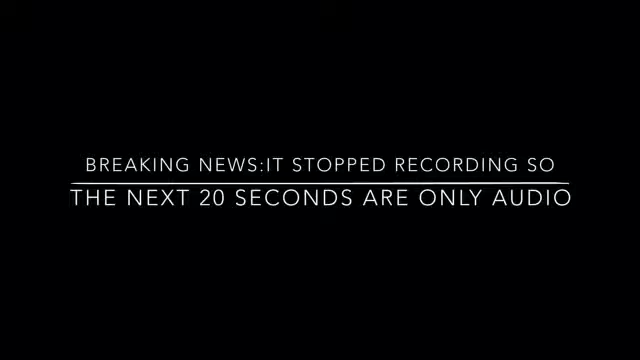 BREAKING NEWS:IT STOPPED RECORDING SO
THE NEXT 20 SECONDS ARE ONLY AUDIO